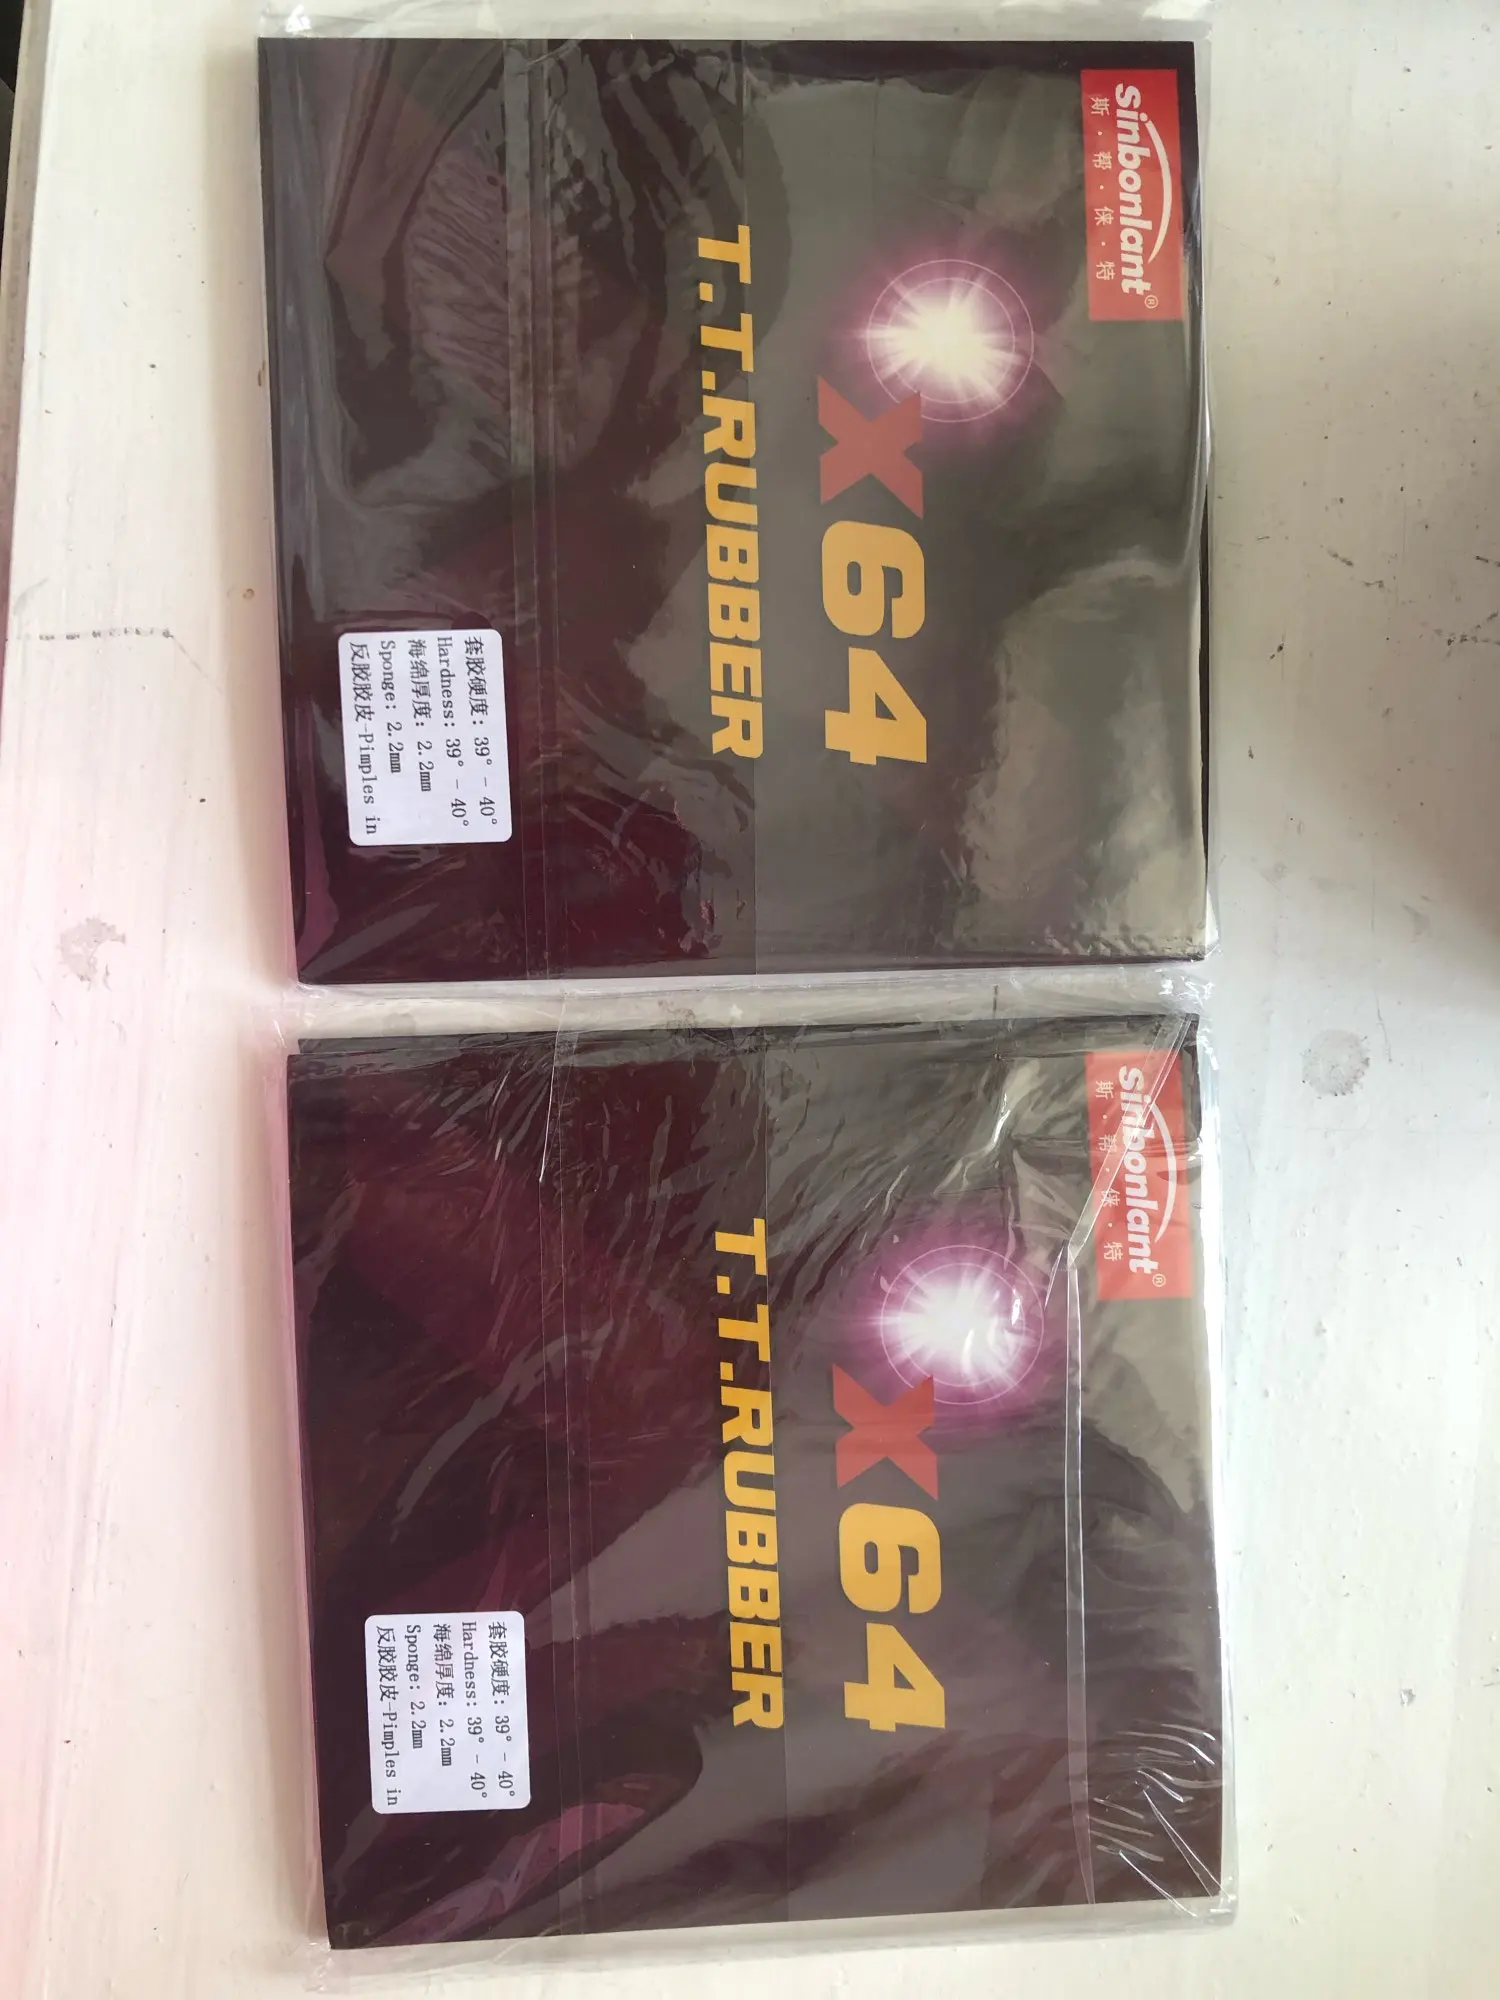 sinbonlant®
斯·帮·徕·特
X64
T.T.RUBBER
套胶硬度: 39° - 40°
Hardness: 39° - 40°
海绵厚度: 2.2mm
Sponge: 2.2mm
反胶胶皮-Pimples in
sinbonlant®
斯·帮·徕·特
X64
T.T.RUBBER
套胶硬度: 39° - 40°
Hardness: 39° - 40°
海绵厚度: 2.2mm
Sponge: 2.2mm
反胶胶皮-Pimples in